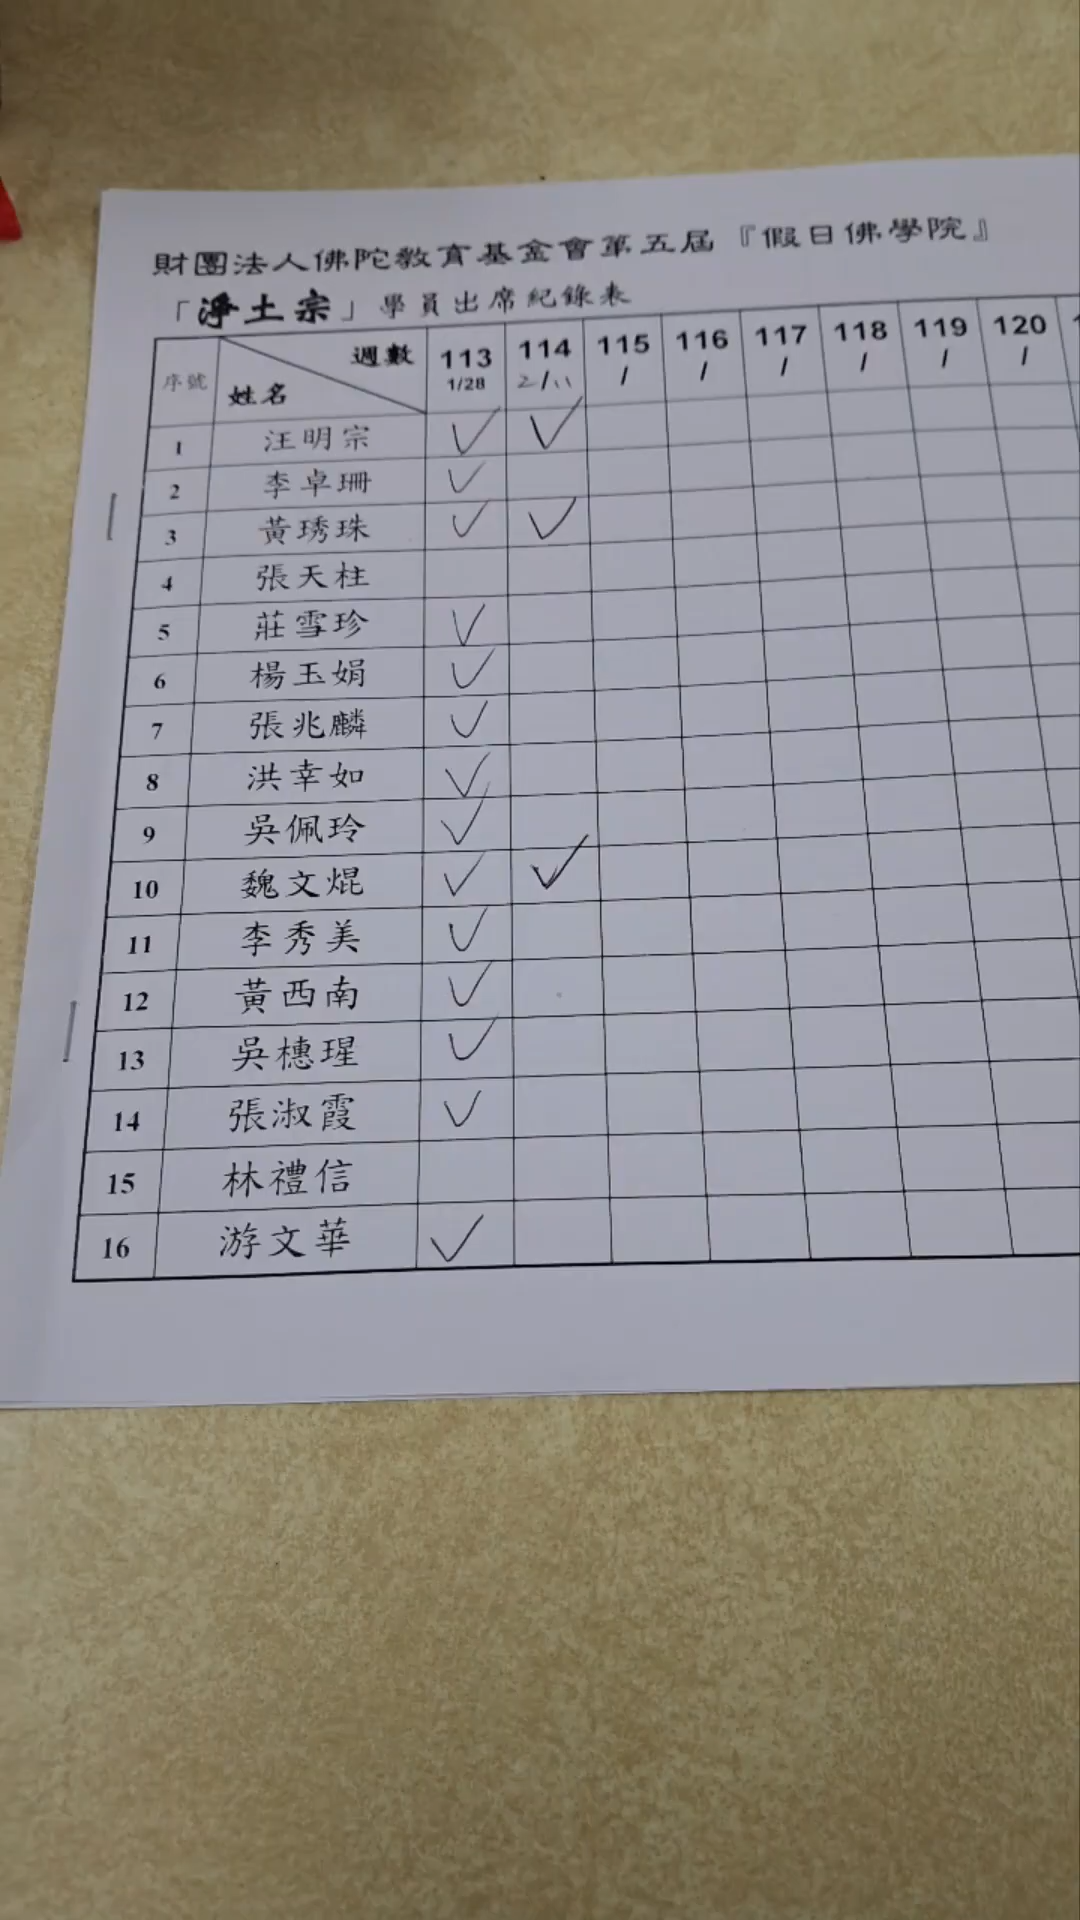 財團法人佛陀教育基金會第五屆『假日佛學院』
「淨土宗」學員出席紀錄表
序號 姓名 週數 113 114 115 116 117 118 119 120
1/28 2/11 / / / / / /
1 汪明宗 ✓ ✓
2 李卓珊 ✓
3 黃琇珠 ✓ ✓
4 張天柱
5 莊雪珍 ✓
6 楊玉娟 ✓
7 張兆麟 ✓
8 洪幸如 ✓
9 吳佩玲 ✓
10 魏文焜 ✓ ✓
11 李秀美 ✓
12 黃西南 ✓
13 吳橞瑆 ✓
14 張淑霞 ✓
15 林禮信
16 游文華 ✓